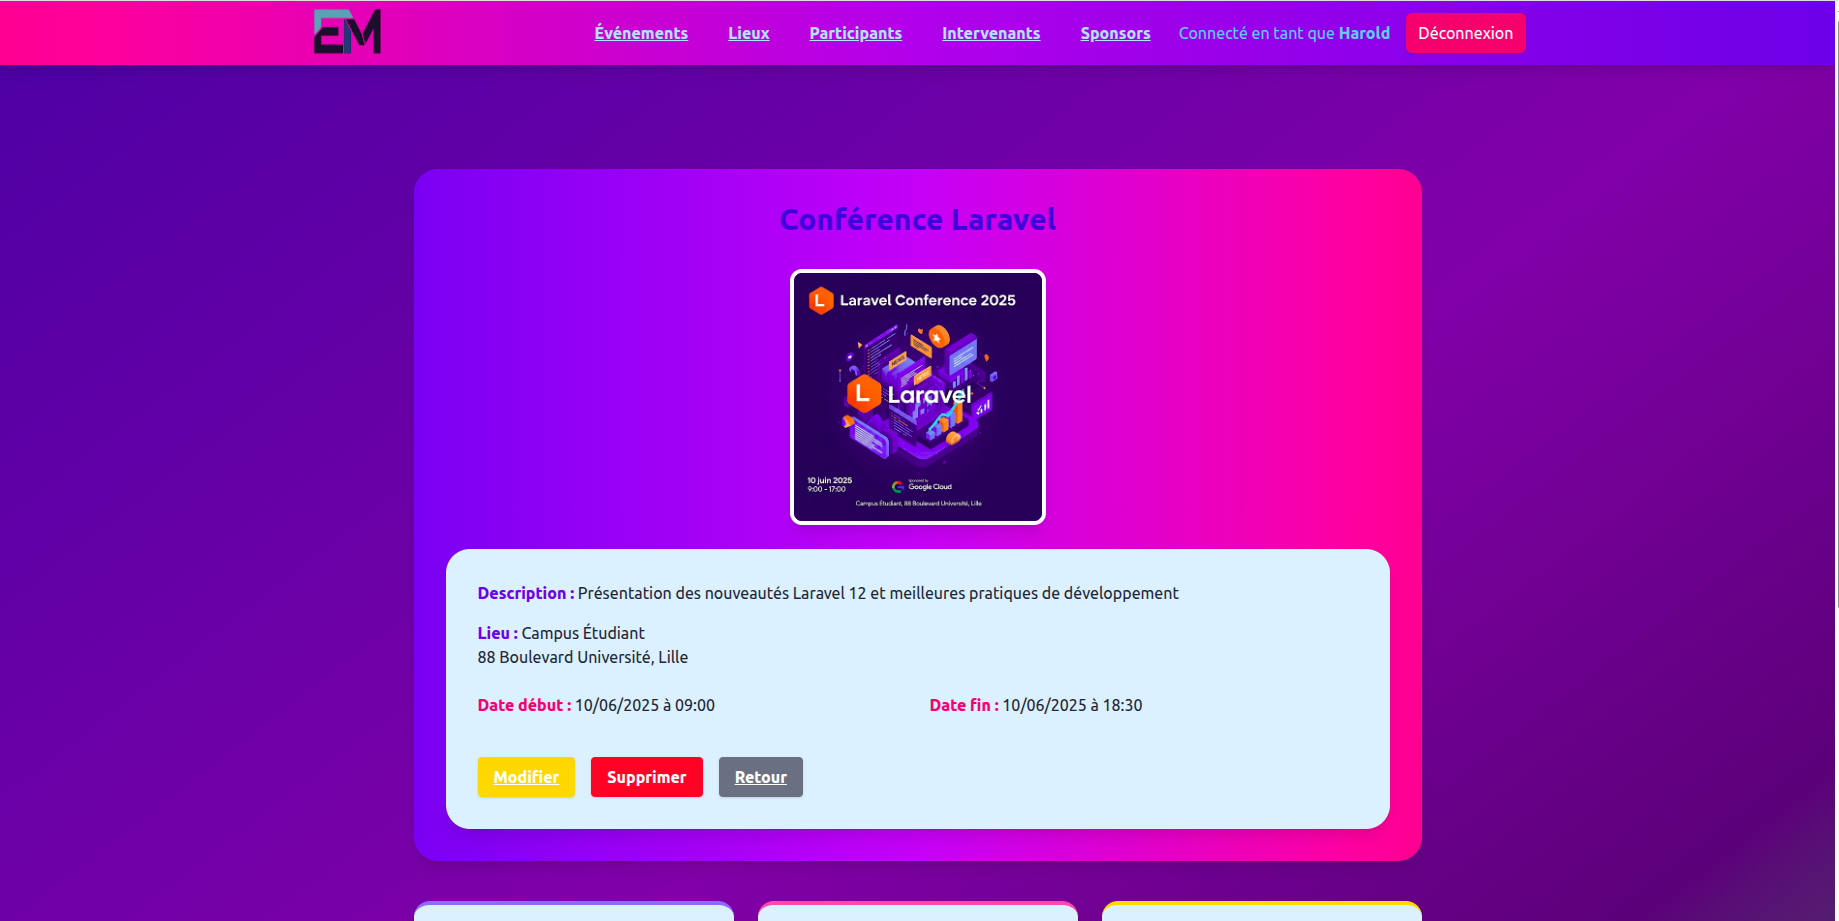 EM
Événements Lieux Participants Intervenants Sponsors Connecté en tant que Harold Déconnexion
Conférence Laravel
L Laravel Conference 2025
L Laravel
10 juin 2025
9:00 - 17:00
Sponsored by
Google Cloud
Campus Étudiant, 88 Boulevard Université, Lille
Description : Présentation des nouveautés Laravel 12 et meilleures pratiques de développement
Lieu : Campus Étudiant
88 Boulevard Université, Lille
Date début : 10/06/2025 à 09:00 Date fin : 10/06/2025 à 18:30
Modifier Supprimer Retour